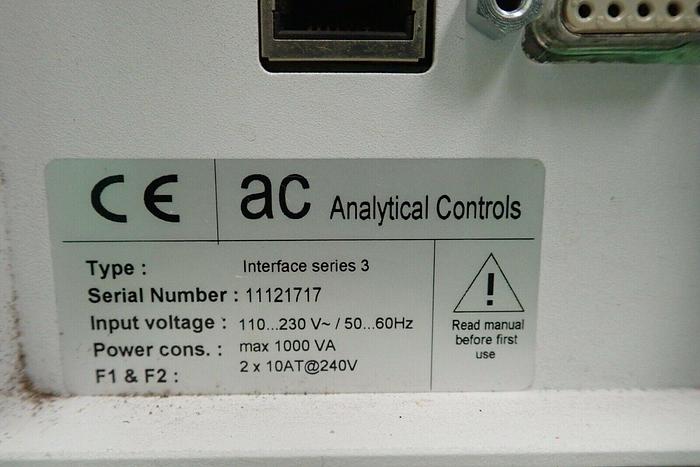 CE
ac Analytical Controls
Type : Interface series 3
Serial Number : 11121717
Input voltage : 110...230 V~ / 50...60Hz
Power cons. : max 1000 VA
F1 & F2 : 2 x 10AT@240V
!
Read manual
before first
use